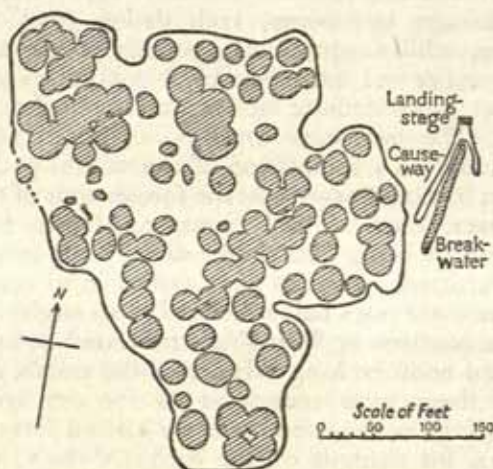 Landing-
stage
Cause-
way
Break-
water
N
Scale of Feet
0 50 100 150